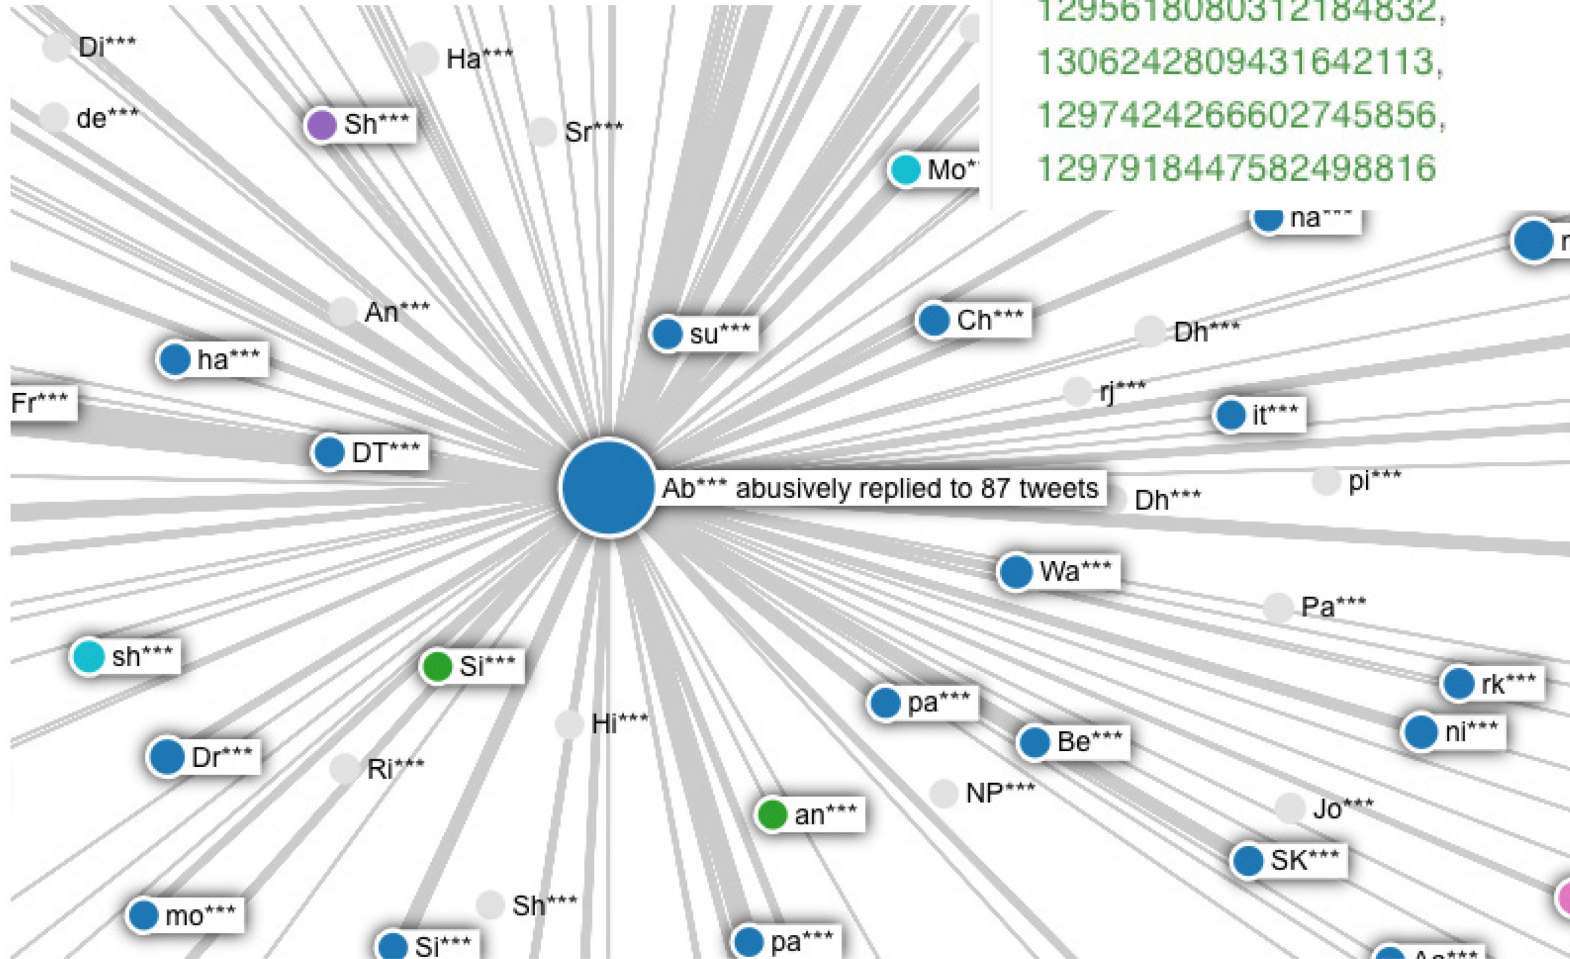 1295618080312184832,
1306242809431642113,
1297424266602745856,
1297918447582498816
Di***
Ha***
de***
Sh***
Sr***
Mo*
na***
An***
su***
Ch***
Dh***
ha***
rj***
Fr***
it***
DT***
pi***
Ab*** abusively replied to 87 tweets
Dh***
Wa***
Pa***
sh***
Si***
rk***
pa***
Hi***
ni***
Be***
Dr***
Ri***
NP***
Jo***
an***
SK***
Sh***
mo***
pa***
Si***